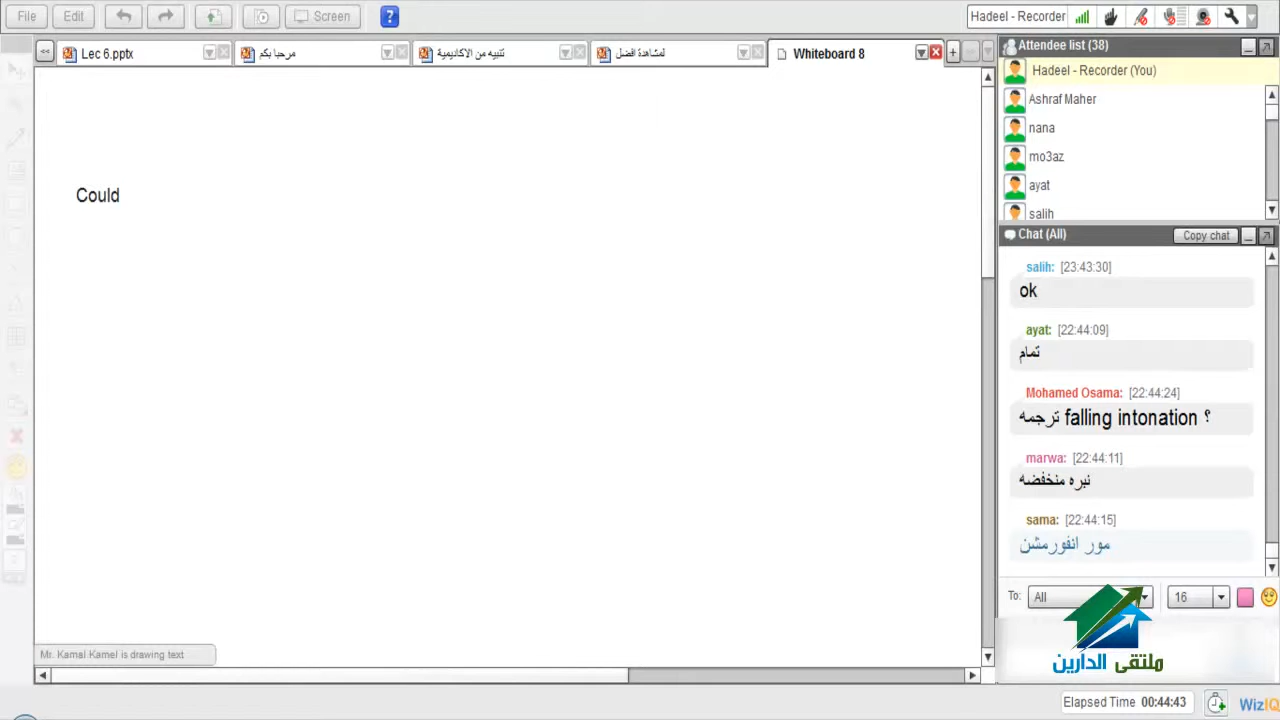 File
Edit
Screen
?
Hadeel - Recorder
<<
Lec 6.pptx
مرحبا بكم
تنبيه من الاكاديمية
لمشاهدة افضل
Whiteboard 8
+
Attendee list (38)
Hadeel - Recorder (You)
Ashraf Maher
nana
mo3az
ayat
salih
Could
Chat (All)
Copy chat
salih: [23:43:30]
ok
ayat: [22:44:09]
تمام
Mohamed Osama: [22:44:24]
ترجمه falling intonation ؟
marwa: [22:44:11]
نبره منخفضه
sama: [22:44:15]
مور انفورمشن
To:
All
16
ملتقى الدارين
Mr. Kamal Kamel is drawing text
Elapsed Time 00:44:43
WizIQ